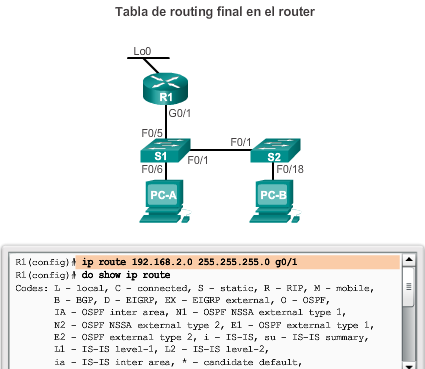 Tabla de routing final en el router
Lo0
R1
G0/1
F0/5
F0/1
S1
S2
F0/1
F0/6
F0/18
PC-A
PC-B
R1(config)# ip route 192.168.2.0 255.255.255.0 g0/1
R1(config)# do show ip route
Codes: L - local, C - connected, S - static, R - RIP, M - mobile,
B - BGP, D - EIGRP, EX - EIGRP external, O - OSPF,
IA - OSPF inter area, N1 - OSPF NSSA external type 1,
N2 - OSPF NSSA external type 2, E1 - OSPF external type 1,
E2 - OSPF external type 2, i - IS-IS, su - IS-IS summary,
L1 - IS-IS level-1, L2 - IS-IS level-2,
ia - IS-IS inter area, * - candidate default,